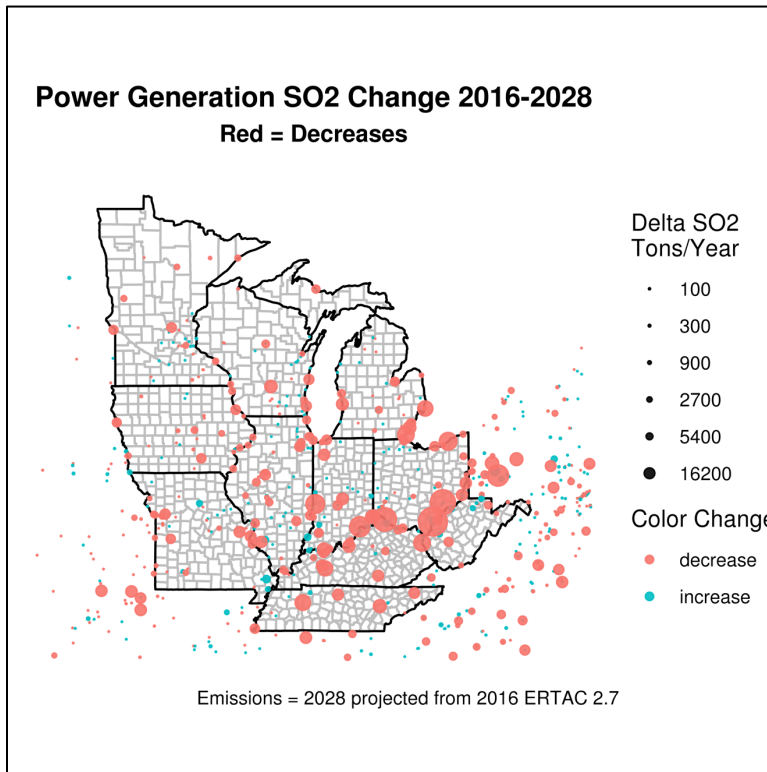 Power Generation SO2 Change 2016-2028
Red = Decreases
Delta SO2
Tons/Year
100
300
900
2700
5400
16200
Color Change
decrease
increase
Emissions = 2028 projected from 2016 ERTAC 2.7